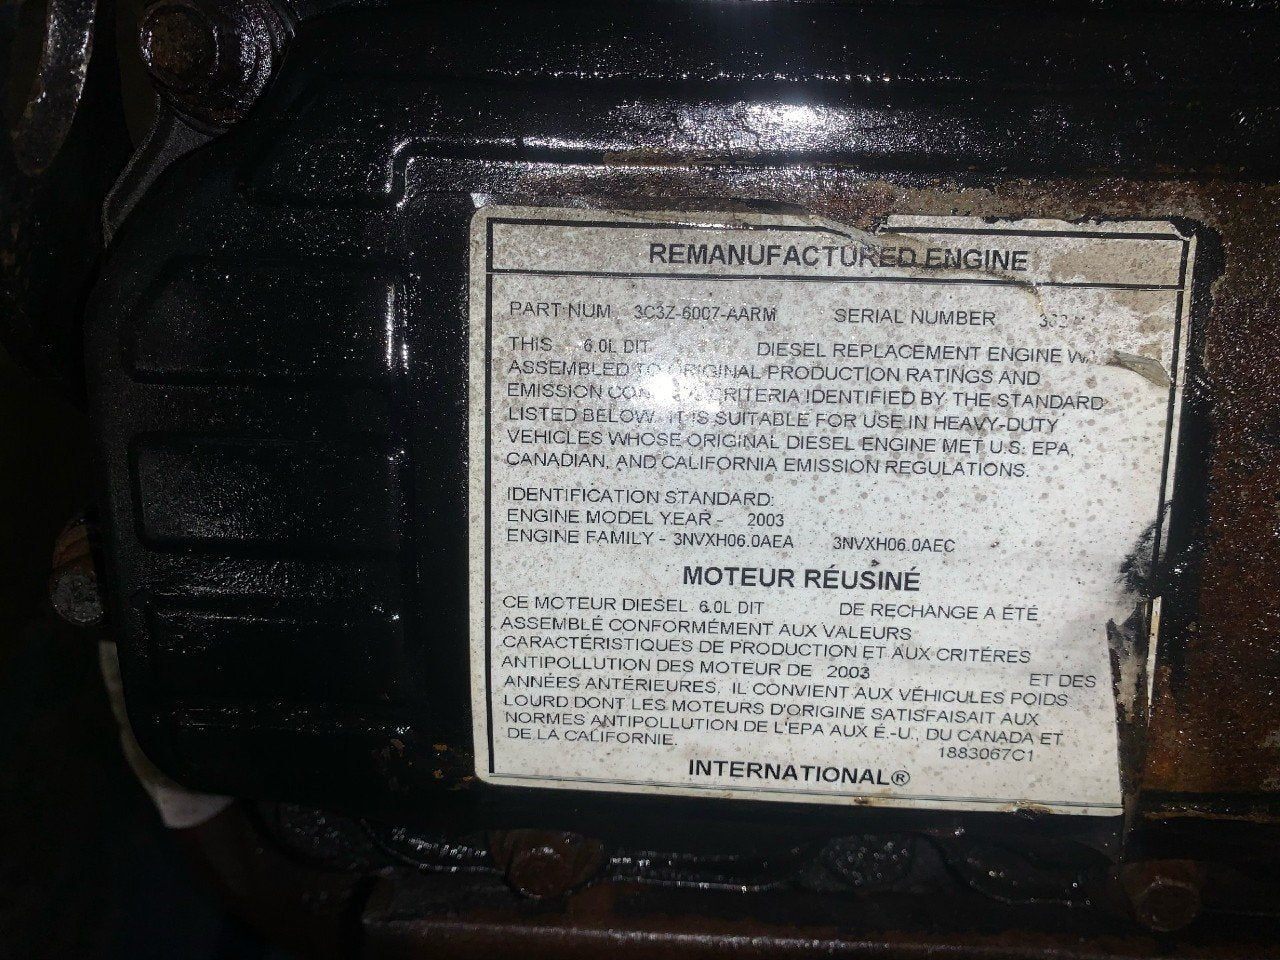 REMANUFACTURED ENGINE
PART NUM 3C3Z-6007-AARM SERIAL NUMBER
THIS 6.0L DIT DIESEL REPLACEMENT ENGINE
ASSEMBLED TO ORIGINAL PRODUCTION RATINGS AND
EMISSION CRITERIA IDENTIFIED BY THE STANDARD
LISTED BELOW. IT IS SUITABLE FOR USE IN HEAVY-DUTY
VEHICLES WHOSE ORIGINAL DIESEL ENGINE MET U.S. EPA,
CANADIAN, AND CALIFORNIA EMISSION REGULATIONS.
IDENTIFICATION STANDARD:
ENGINE MODEL YEAR - 2003
ENGINE FAMILY - 3NVXH06.0AEA 3NVXH06.0AEC
MOTEUR RÉUSINÉ
CE MOTEUR DIESEL 6.0L DIT DE RECHANGE A ÉTÉ
ASSEMBLÉ CONFORMÉMENT AUX VALEURS
CARACTÉRISTIQUES DE PRODUCTION ET AUX CRITÉRES
ANTIPOLLUTION DES MOTEUR DE 2003 ET DES
ANNÉES ANTÉRIEURES, IL CONVIENT AUX VÉHICULES POIDS
LOURD DONT LES MOTEURS D'ORIGINE SATISFAISAIT AUX
NORMES ANTIPOLLUTION DE L'EPA AUX É.-U., DU CANADA ET
DE LA CALIFORNIE. 1883067C1
INTERNATIONAL®